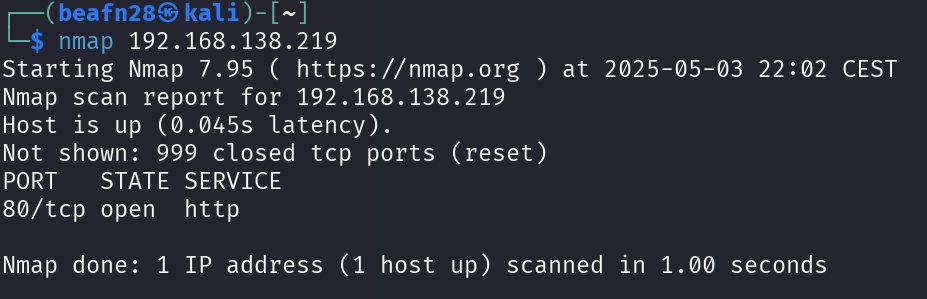 ┌──(beafn28㉿kali)-[~]
└─$ nmap 192.168.138.219
Starting Nmap 7.95 ( https://nmap.org ) at 2025-05-03 22:02 CEST
Nmap scan report for 192.168.138.219
Host is up (0.045s latency).
Not shown: 999 closed tcp ports (reset)
PORT   STATE SERVICE
80/tcp open  http
Nmap done: 1 IP address (1 host up) scanned in 1.00 seconds